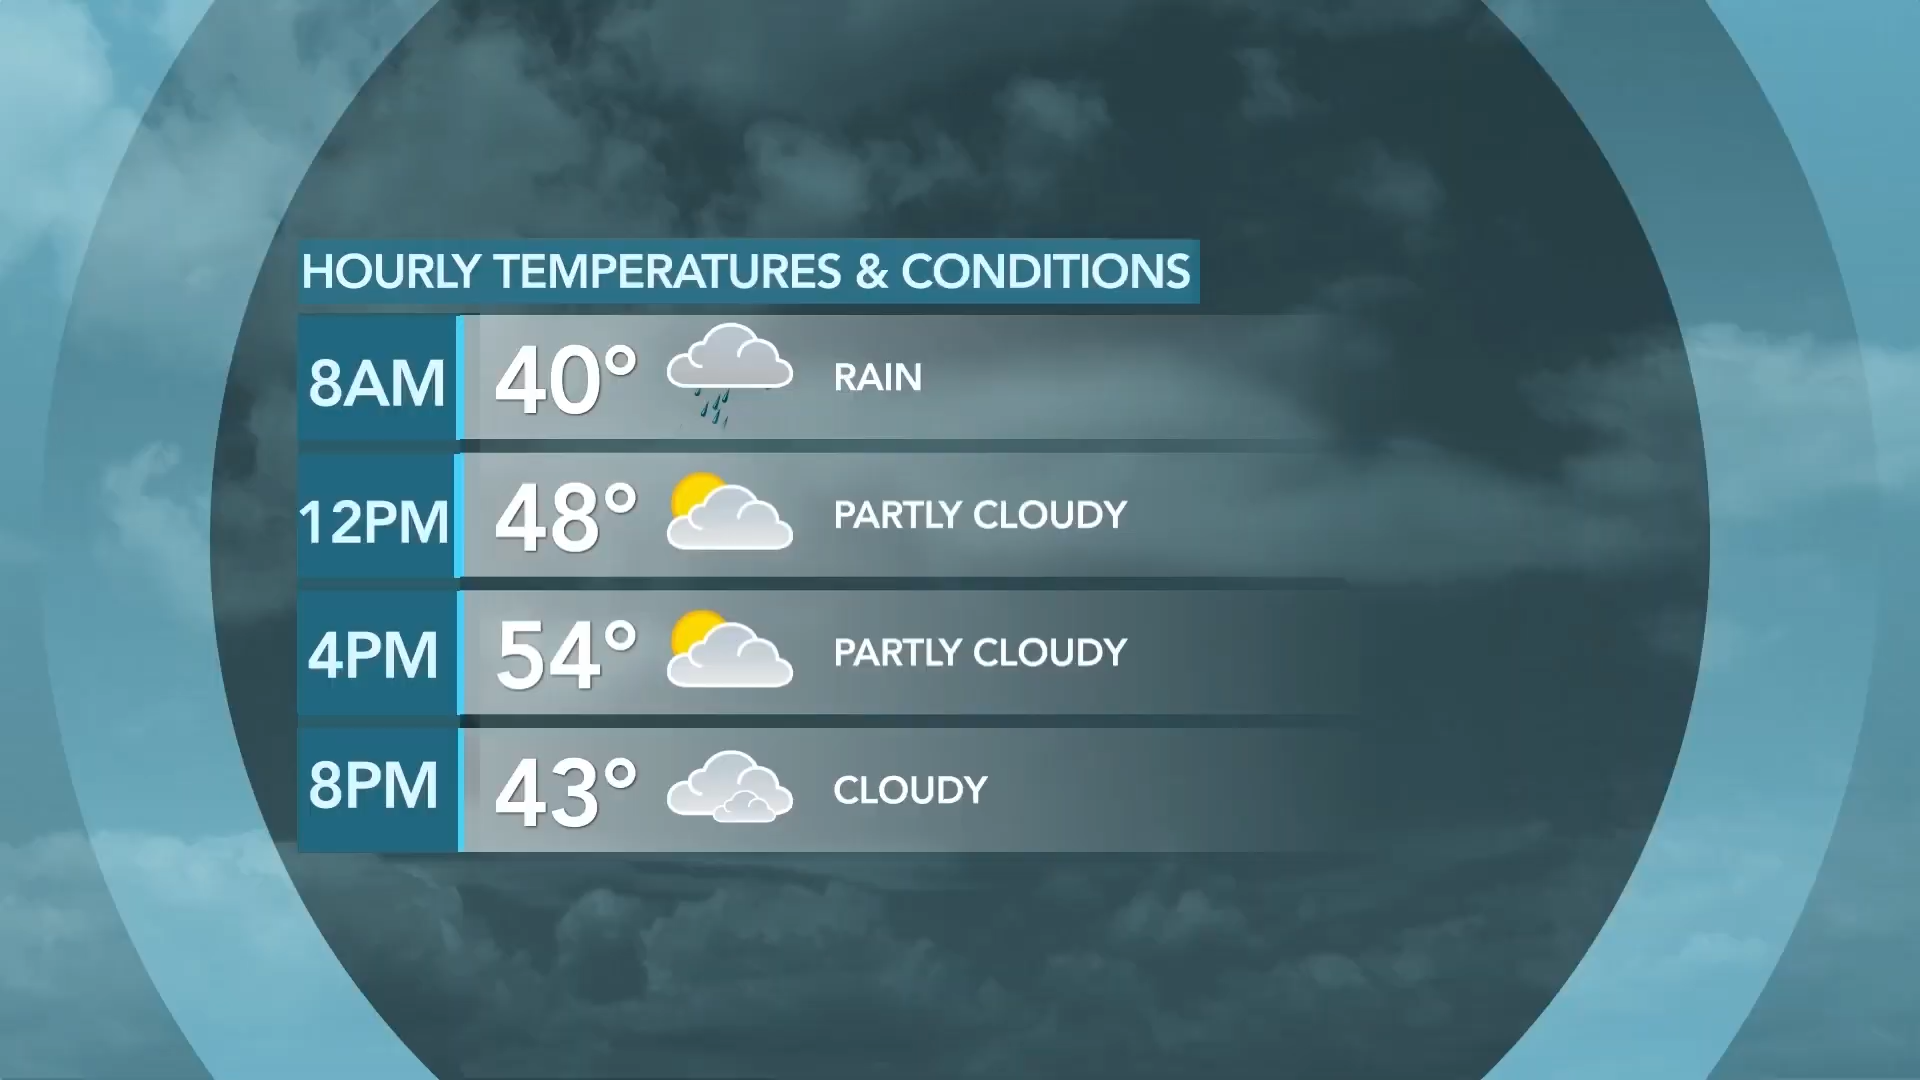 HOURLY TEMPERATURES & CONDITIONS
8AM 40° RAIN
12PM 48° PARTLY CLOUDY
4PM 54° PARTLY CLOUDY
8PM 43° CLOUDY